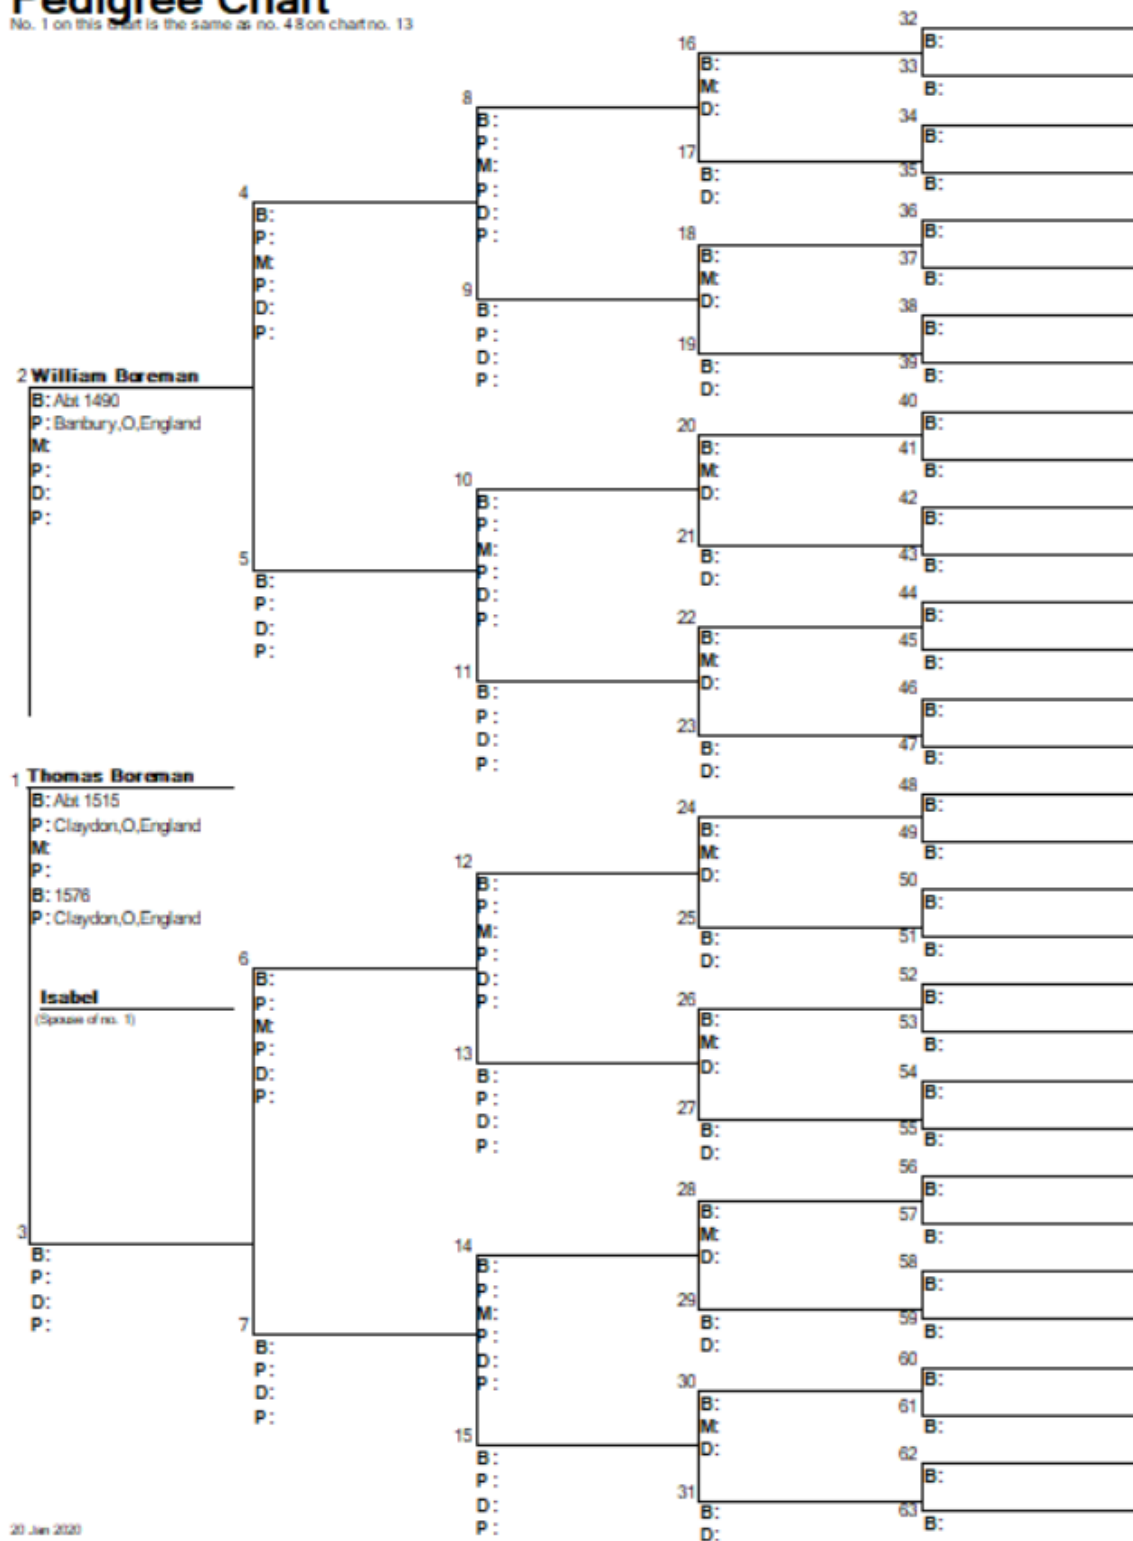 Pedigree Chart
No. 1 on this chart is the same as no. 48 on chart no. 13
2 William Boreman
B: Abt 1490
P: Banbury,O,England
M:
P:
D:
P:
1 Thomas Boreman
B: Abt 1515
P: Claydon,O,England
M:
P:
B: 1576
P: Claydon,O,England
Isabel
(Spouse of no. 1)
3
B:
P:
D:
P:
4
B:
P:
M:
P:
D:
P:
5
B:
P:
D:
P:
6
B:
P:
M:
P:
D:
P:
7
B:
P:
D:
P:
8
B:
P:
M:
P:
D:
P:
9
B:
P:
D:
P:
10
B:
P:
M:
P:
D:
P:
11
B:
P:
D:
P:
12
B:
P:
M:
P:
D:
P:
13
B:
P:
D:
P:
14
B:
P:
M:
P:
D:
P:
15
B:
P:
D:
P:
16
B:
M:
D:
17
B:
D:
18
B:
M:
D:
19
B:
D:
20
B:
M:
D:
21
B:
D:
22
B:
M:
D:
23
B:
D:
24
B:
M:
D:
25
B:
D:
26
B:
M:
D:
27
B:
D:
28
B:
M:
D:
29
B:
D:
30
B:
M:
D:
31
B:
D:
32
B:
33
B:
34
B:
35
B:
36
B:
37
B:
38
B:
39
B:
40
B:
41
B:
42
B:
43
B:
44
B:
45
B:
46
B:
47
B:
48
B:
49
B:
50
B:
51
B:
52
B:
53
B:
54
B:
55
B:
56
B:
57
B:
58
B:
59
B:
60
B:
61
B:
62
B:
63
B:
20 Jan 2020